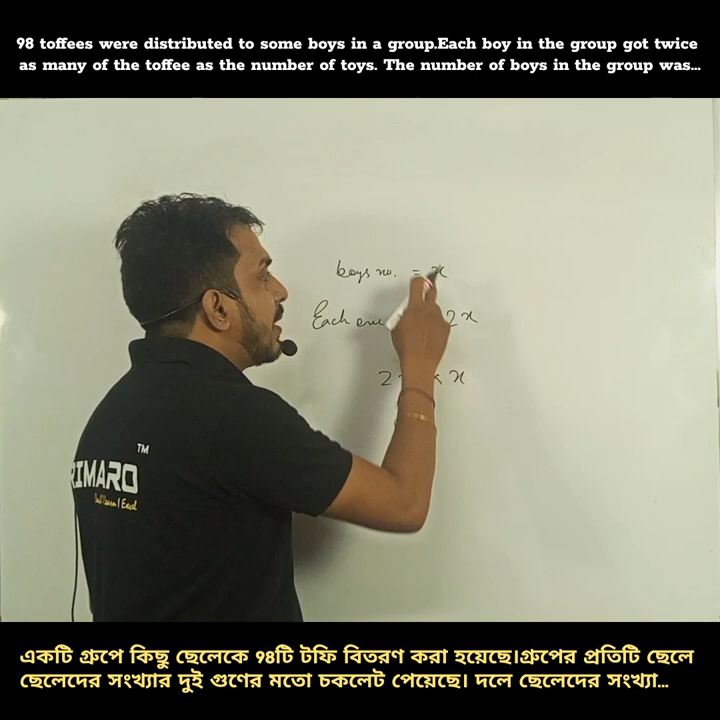 98 toffees were distributed to some boys in a group.Each boy in the group got twice
as many of the toffee as the number of toys. The number of boys in the group was...
boys no. = x
Each one 2x
2 x x
RIMARO TM
একটি গ্রুপে কিছু ছেলেকে ৭৪টি টফি বিতরণ করা হয়েছে।গ্রুপের প্রতিটি ছেলে
ছেলেদের সংখ্যার দুই গুণের মতো চকলেট পেয়েছে। দলে ছেলেদের সংখ্যা...